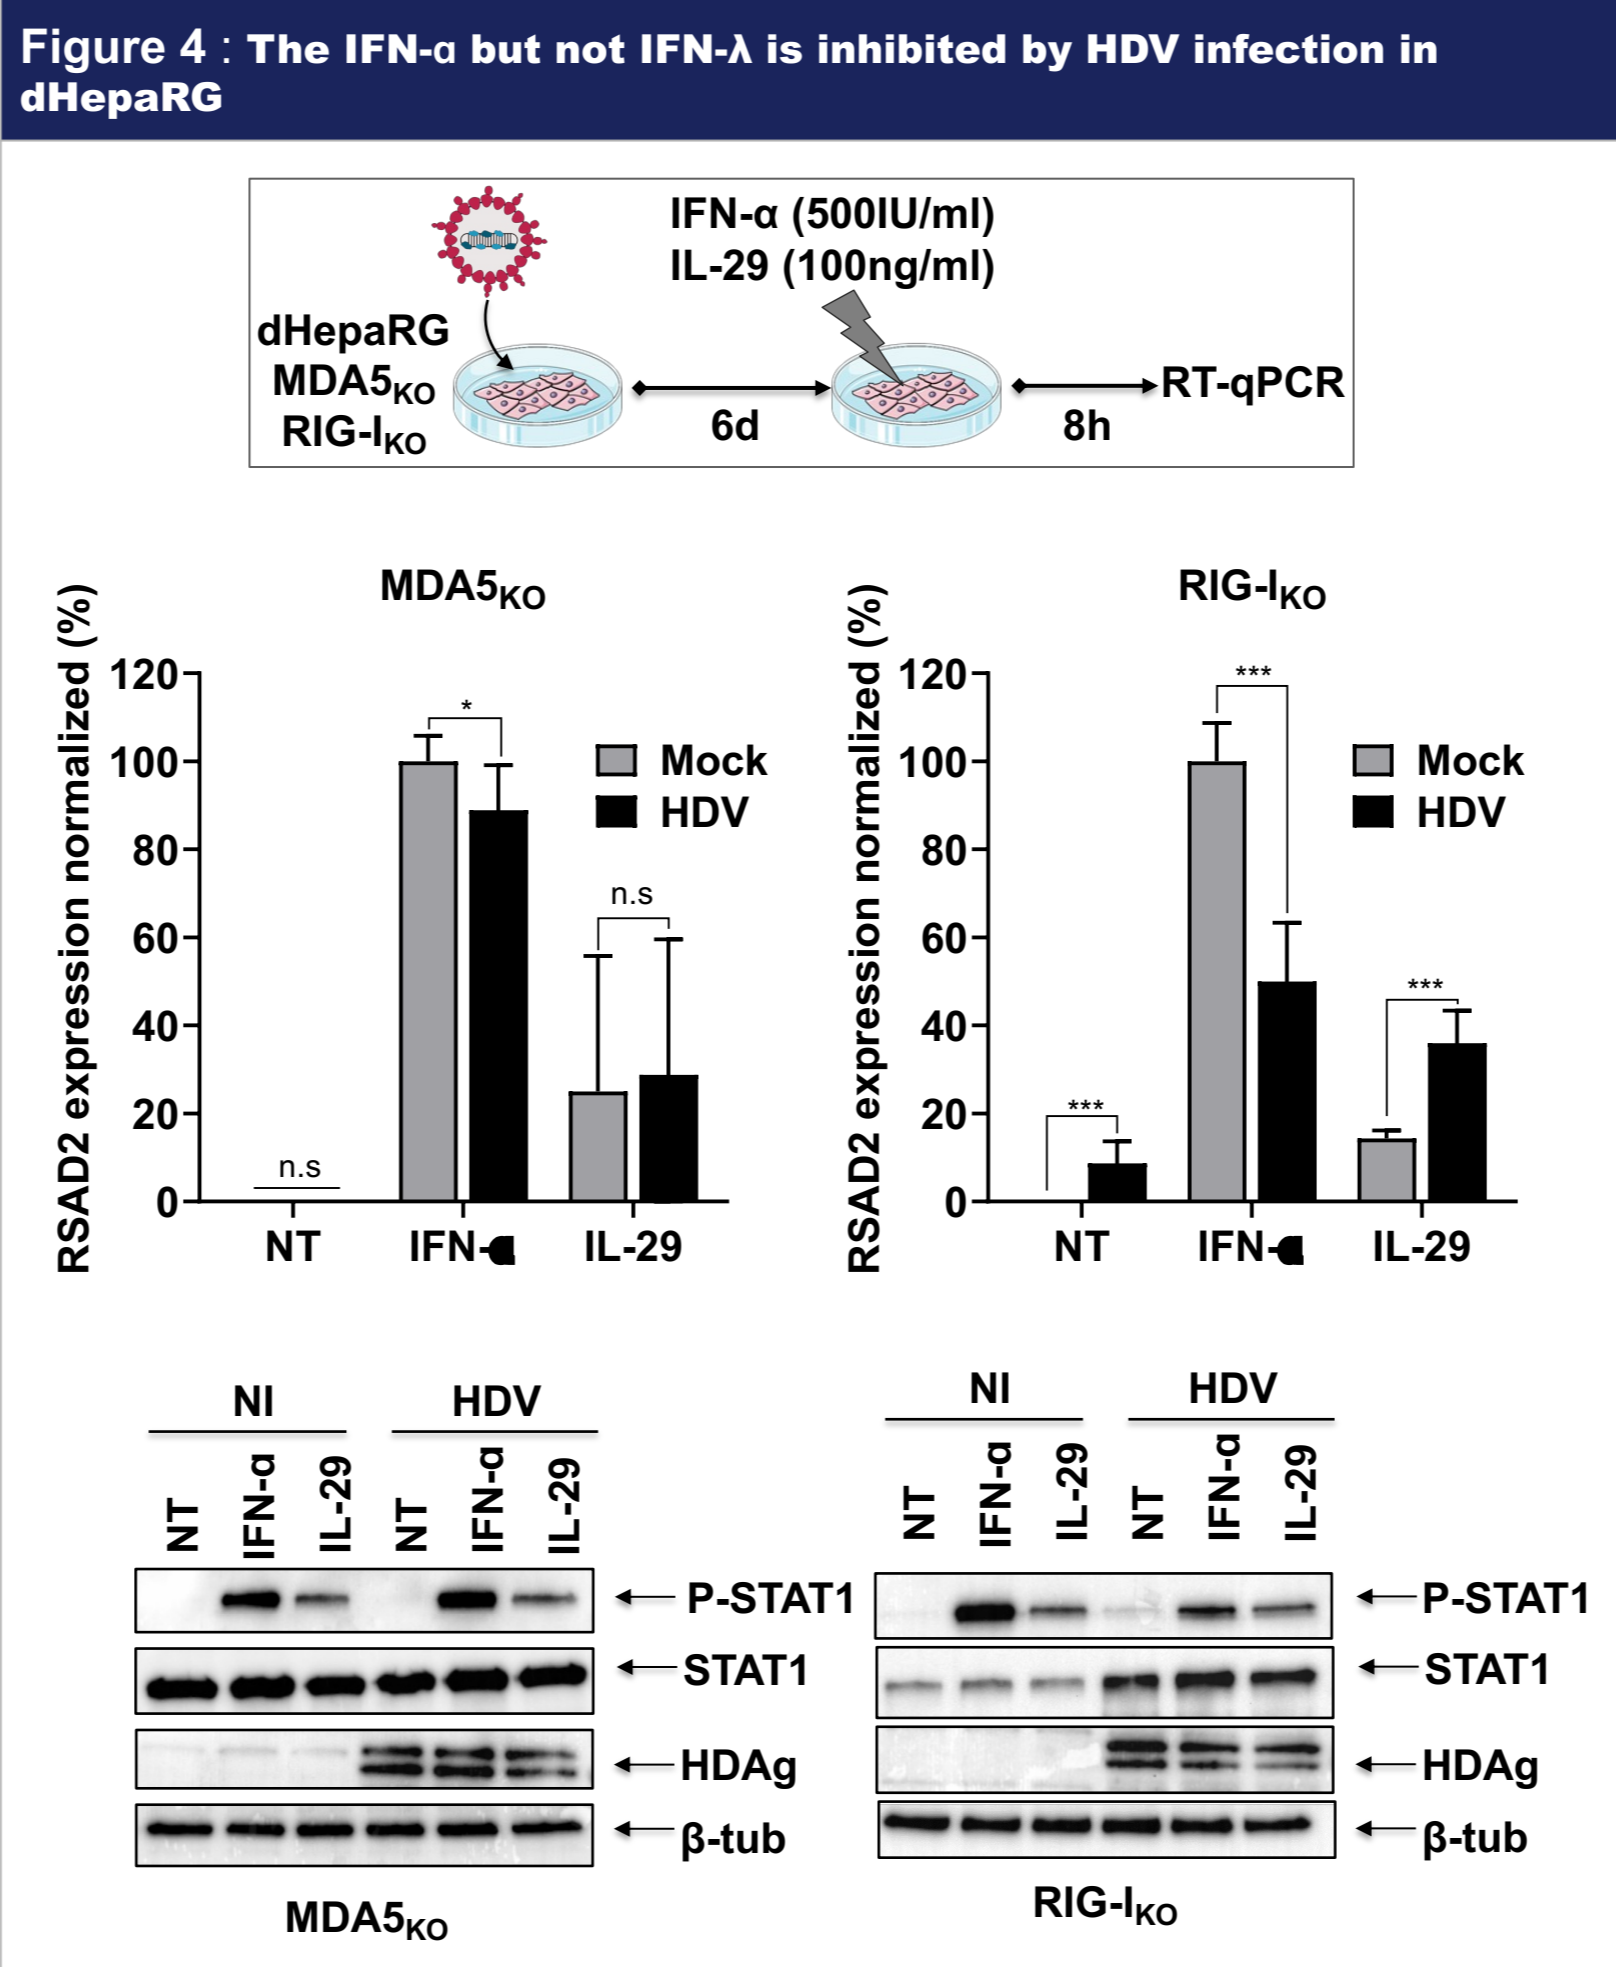 Figure 4 : The IFN-α but not IFN-λ is inhibited by HDV infection in
dHepaRG
IFN-α (500IU/ml)
IL-29 (100ng/ml)
dHepaRG
MDA5KO
RIG-IKO
6d
8h
RT-qPCR
MDA5KO
RSAD2 expression normalized (%)
120
100
80
60
40
20
0
n.s
*
n.s
Mock
HDV
NT
IFN-α
IL-29
RIG-IKO
RSAD2 expression normalized (%)
120
100
80
60
40
20
0
***
***
***
Mock
HDV
NT
IFN-α
IL-29
NI
HDV
NT
IFN-α
IL-29
NT
IFN-α
IL-29
P-STAT1
STAT1
HDAg
β-tub
MDA5KO
NI
HDV
NT
IFN-α
IL-29
NT
IFN-α
IL-29
P-STAT1
STAT1
HDAg
β-tub
RIG-IKO